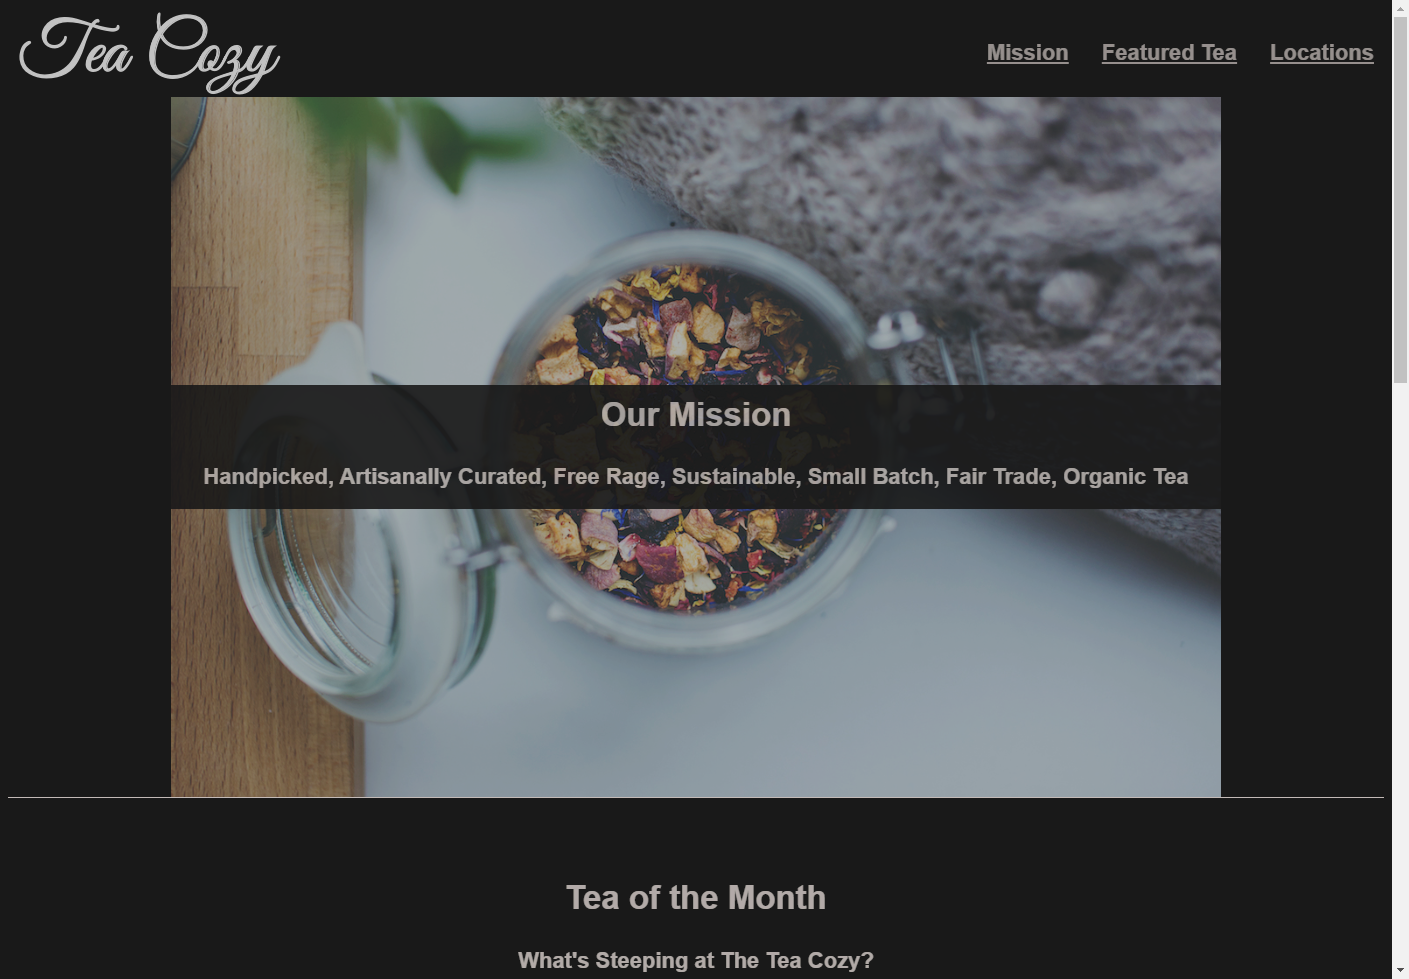 Tea Cozy
Mission
Featured Tea
Locations
Our Mission
Handpicked, Artisanally Curated, Free Rage, Sustainable, Small Batch, Fair Trade, Organic Tea
Tea of the Month
What's Steeping at The Tea Cozy?